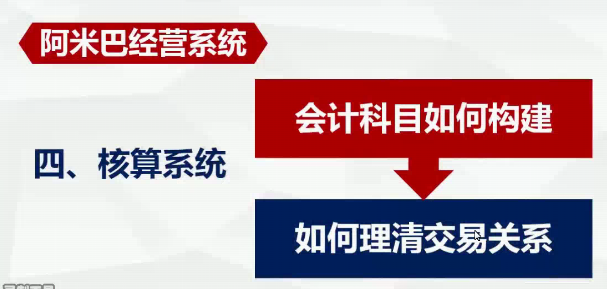 阿米巴经营系统
会计科目如何构建
四、核算系统
如何理清交易关系